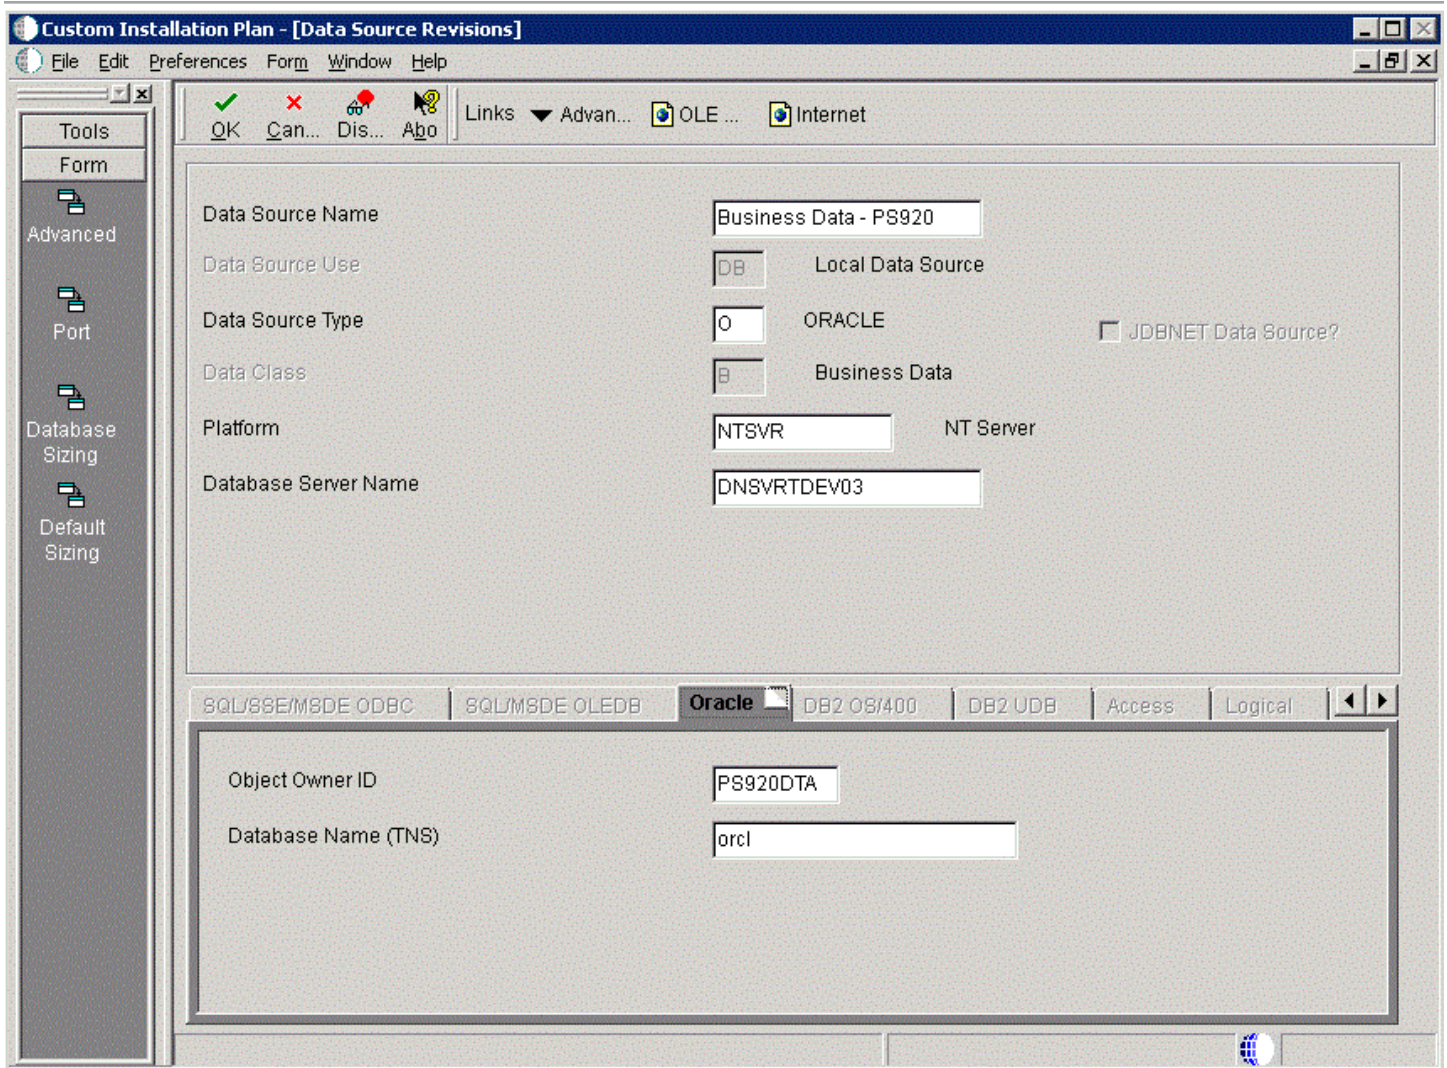 Custom Installation Plan - [Data Source Revisions]
File Edit Preferences Form Window Help
OK Can... Dis... Abo Links Advan... OLE ... Internet
Tools
Form
Advanced
Port
Database
Sizing
Default
Sizing
Data Source Name Business Data - PS920
Data Source Use DB Local Data Source
Data Source Type O ORACLE JDBNET Data Source?
Data Class B Business Data
Platform NTSVR NT Server
Database Server Name DNSVRTDEV03
SQL/SSE/MSDE ODBC SQL/MSDE OLEDB Oracle DB2 OS/400 DB2 UDB Access Logical
Object Owner ID PS920DTA
Database Name (TNS) orcl